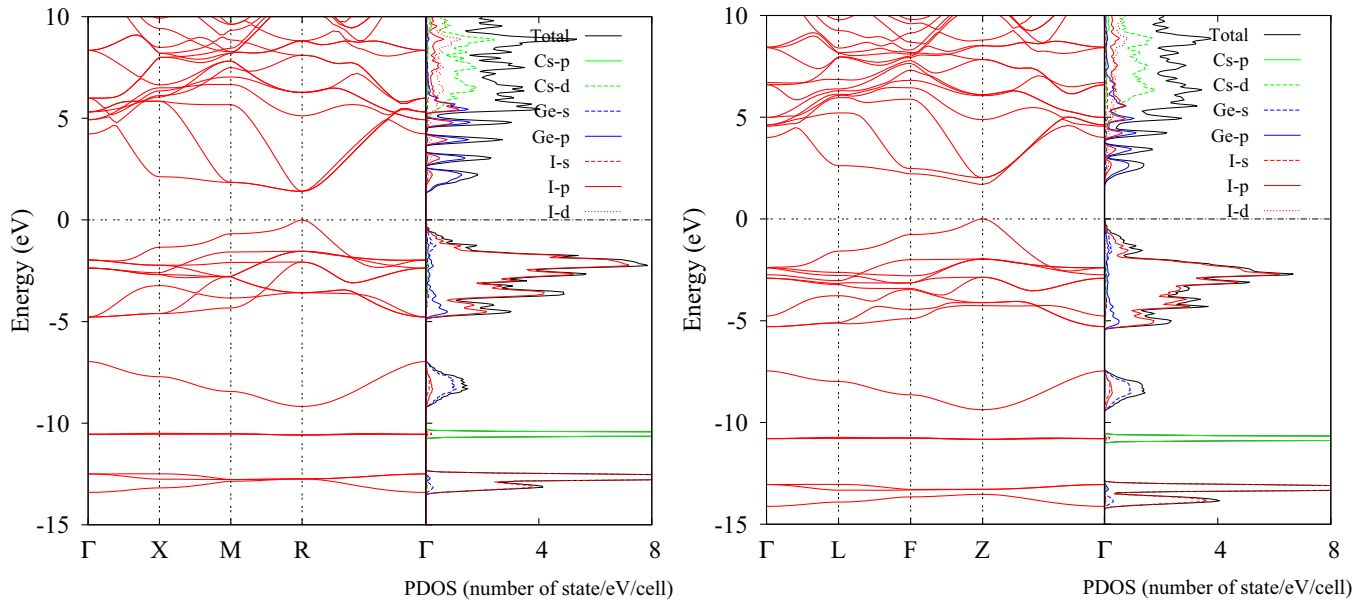 10
5
0
-5
-10
-15
Energy (eV)
Γ
X
M
R
Γ
4
8
PDOS (number of state/eV/cell)
Total
Cs-p
Cs-d
Ge-s
Ge-p
I-s
I-p
I-d
10
5
0
-5
-10
-15
Energy (eV)
Γ
L
F
Z
Γ
4
8
PDOS (number of state/eV/cell)
Total
Cs-p
Cs-d
Ge-s
Ge-p
I-s
I-p
I-d